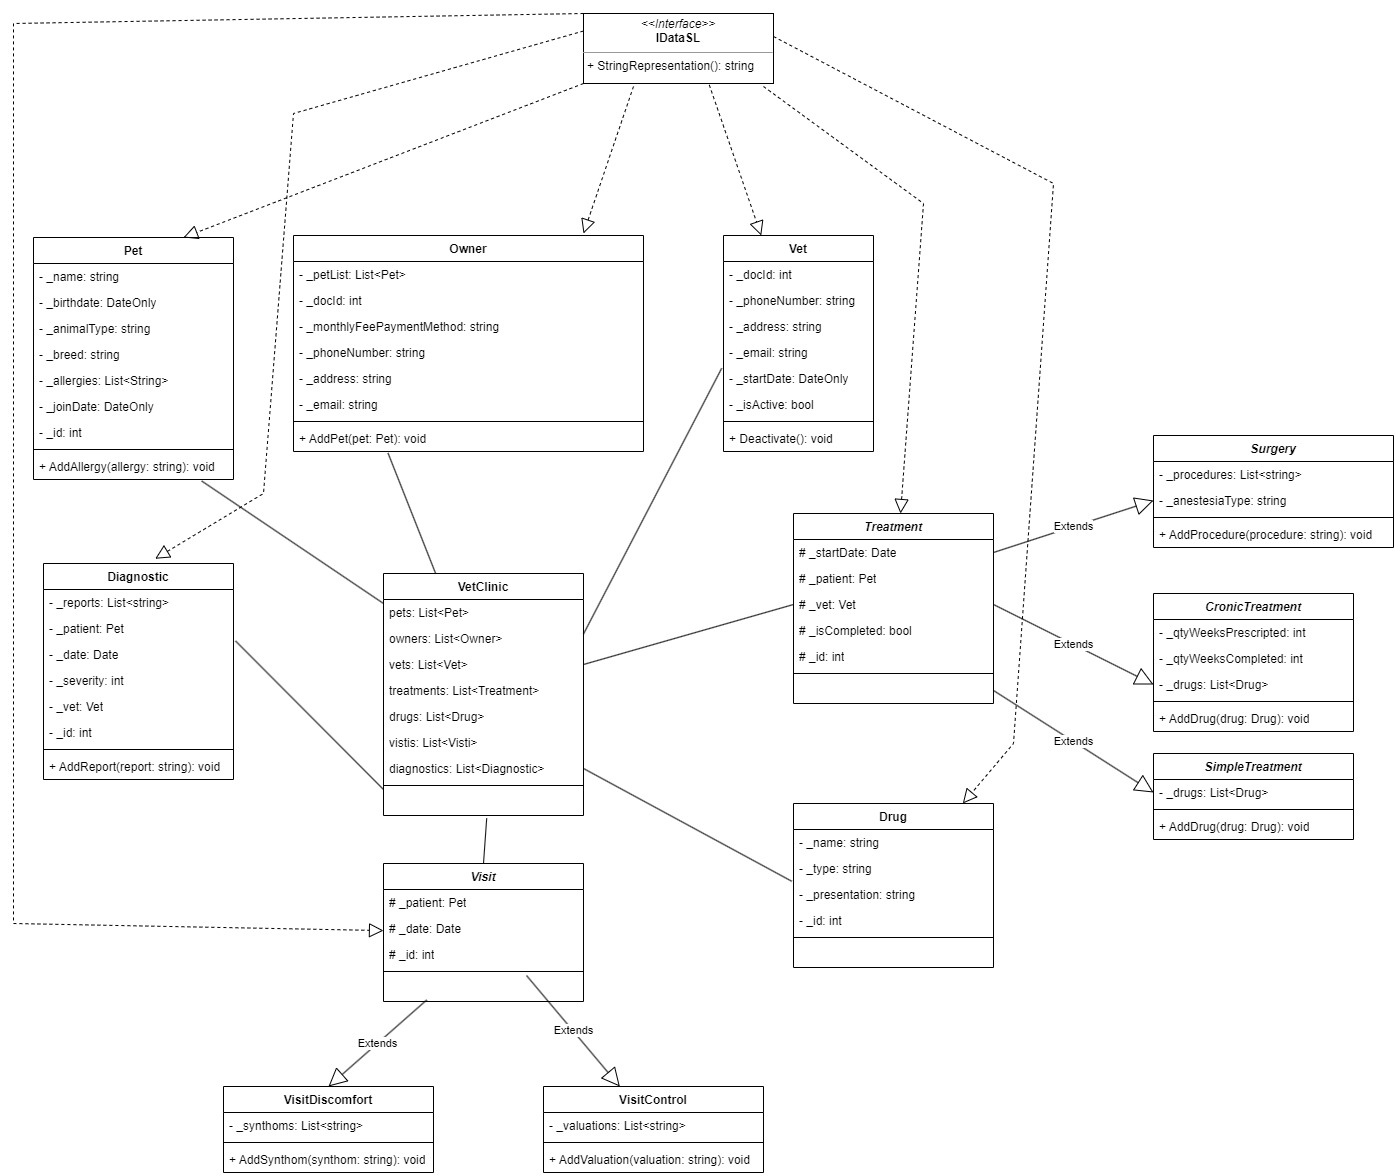 <<Interface>>
IDataSL
+ StringRepresentation(): string
Pet
- _name: string
- _birthdate: DateOnly
- _animalType: string
- _breed: string
- _allergies: List<String>
- _joinDate: DateOnly
- _id: int
+ AddAllergy(allergy: string): void
Owner
- _petList: List<Pet>
- _docId: int
- _monthlyFeePaymentMethod: string
- _phoneNumber: string
- _address: string
- _email: string
+ AddPet(pet: Pet): void
Vet
- _docId: int
- _phoneNumber: string
- _address: string
- _email: string
- _startDate: DateOnly
- _isActive: bool
+ Deactivate(): void
Surgery
- _procedures: List<string>
- _anestesiaType: string
+ AddProcedure(procedure: string): void
Treatment
# _startDate: Date
# _patient: Pet
# _vet: Vet
# _isCompleted: bool
# _id: int
Extends
Extends
Extends
Diagnostic
- _reports: List<string>
- _patient: Pet
- _date: Date
- _severity: int
- _vet: Vet
- _id: int
+ AddReport(report: string): void
VetClinic
pets: List<Pet>
owners: List<Owner>
vets: List<Vet>
treatments: List<Treatment>
drugs: List<Drug>
vistis: List<Visti>
diagnostics: List<Diagnostic>
CronicTreatment
- _qtyWeeksPrescripted: int
- _qtyWeeksCompleted: int
- _drugs: List<Drug>
+ AddDrug(drug: Drug): void
SimpleTreatment
- _drugs: List<Drug>
+ AddDrug(drug: Drug): void
Drug
- _name: string
- _type: string
- _presentation: string
- _id: int
Visit
# _patient: Pet
# _date: Date
# _id: int
Extends
Extends
VisitDiscomfort
- _synthoms: List<string>
+ AddSynthom(synthom: string): void
VisitControl
- _valuations: List<string>
+ AddValuation(valuation: string): void